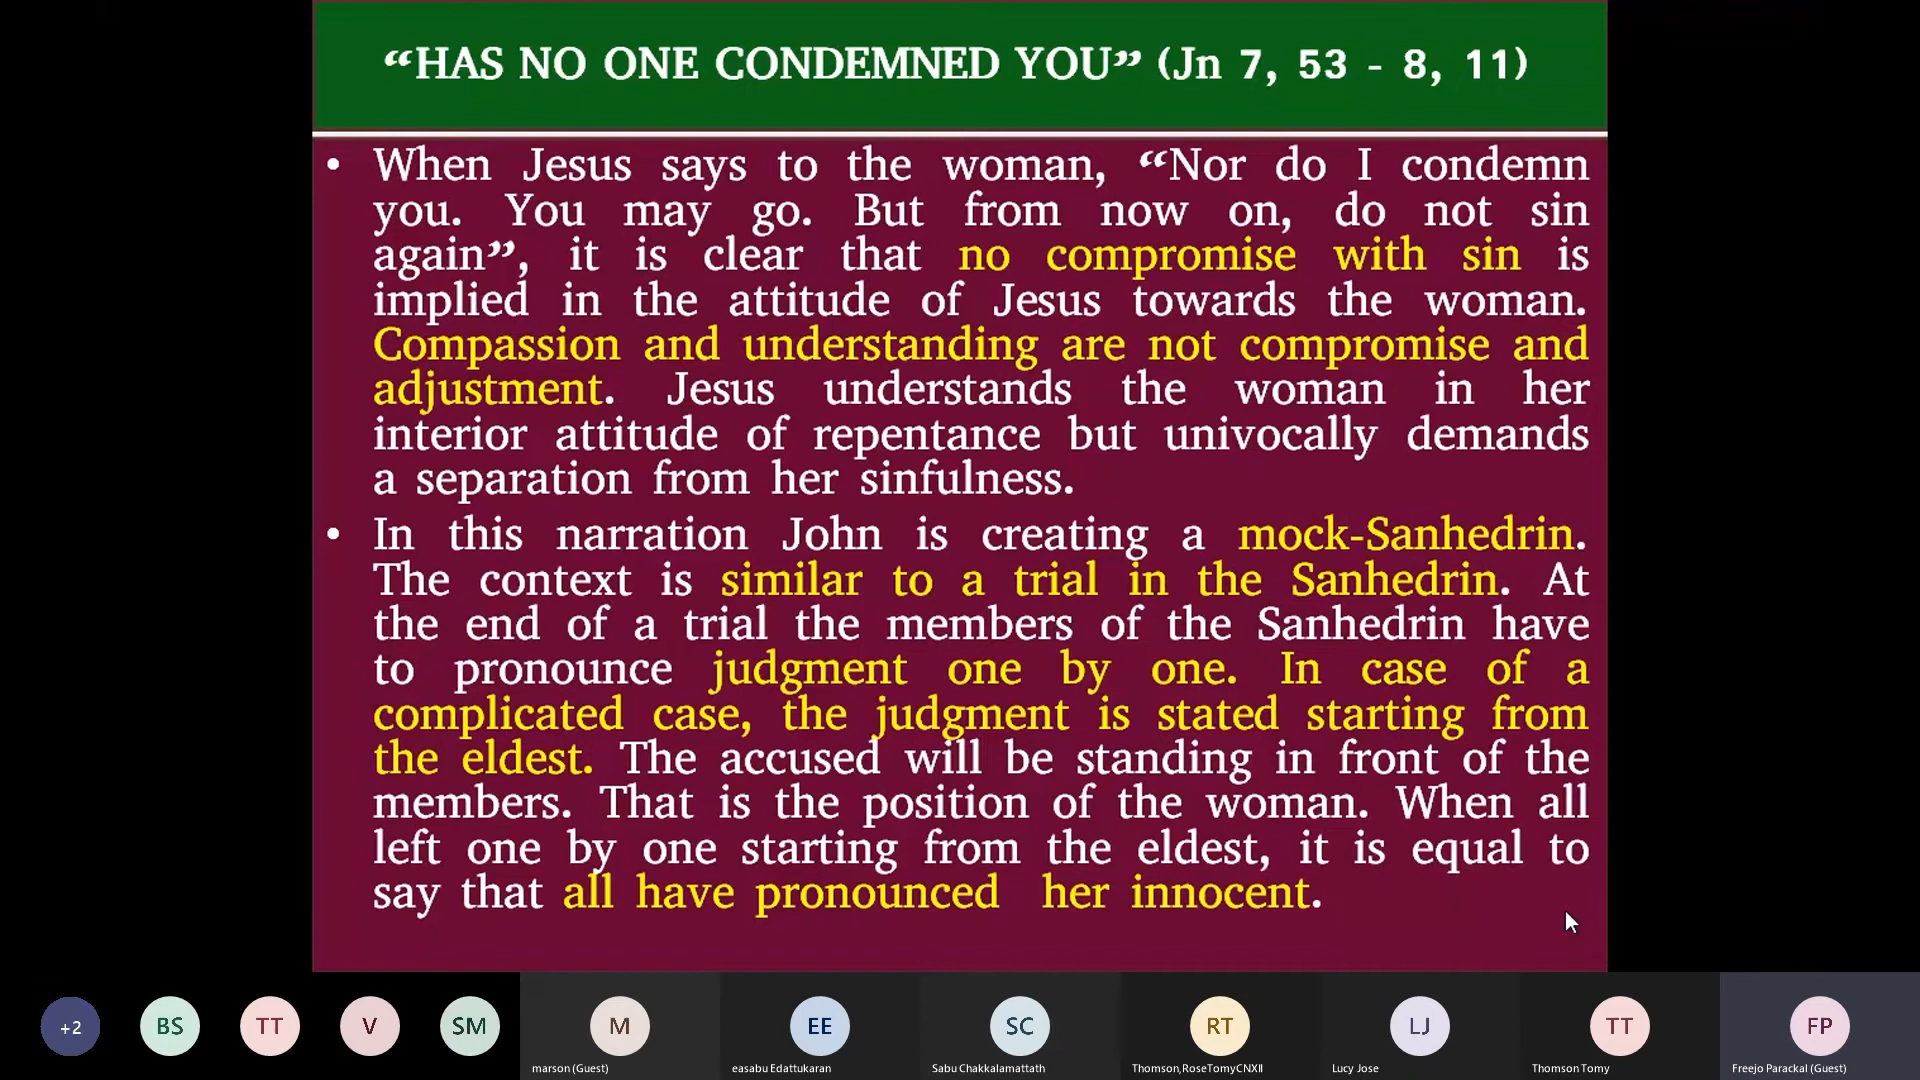 “HAS NO ONE CONDEMNED YOU” (Jn 7, 53 - 8, 11)
• When Jesus says to the woman, “Nor do I condemn
you. You may go. But from now on, do not sin
again”, it is clear that no compromise with sin is
implied in the attitude of Jesus towards the woman.
Compassion and understanding are not compromise and
adjustment. Jesus understands the woman in her
interior attitude of repentance but univocally demands
a separation from her sinfulness.
• In this narration John is creating a mock-Sanhedrin.
The context is similar to a trial in the Sanhedrin. At
the end of a trial the members of the Sanhedrin have
to pronounce judgment one by one. In case of a
complicated case, the judgment is stated starting from
the eldest. The accused will be standing in front of the
members. That is the position of the woman. When all
left one by one starting from the eldest, it is equal to
say that all have pronounced her innocent.
+2 BS TT V SM M EE SC RT LJ TT FP
marson (Guest) easabu Edattukaran Sabu Chakkalamattath Thomson,RoseTomyCNXII Lucy Jose Thomson Tomy Freejo Parackal (Guest)